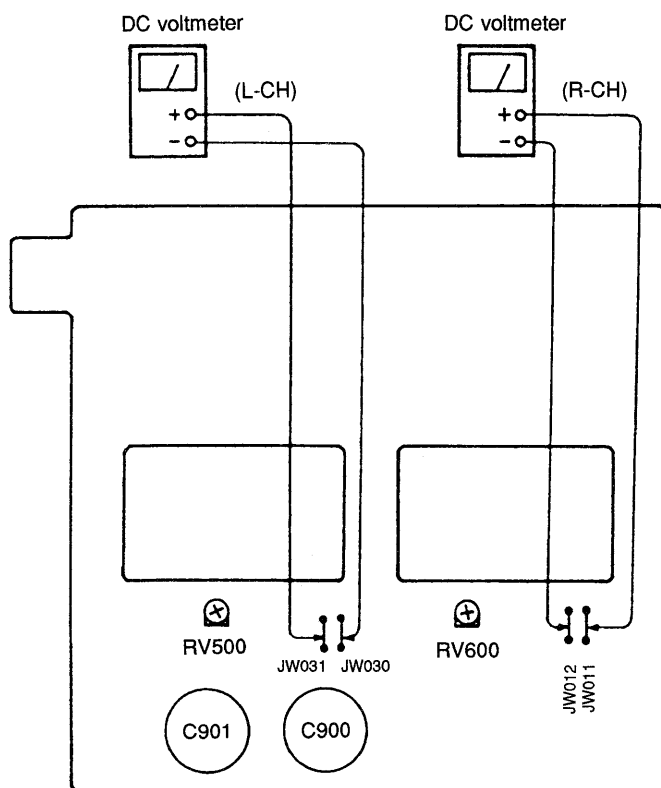 DC voltmeter
DC voltmeter
(L-CH)
(R-CH)
+
−
+
−
RV500
JW031
JW030
RV600
JW012
JW011
C901
C900